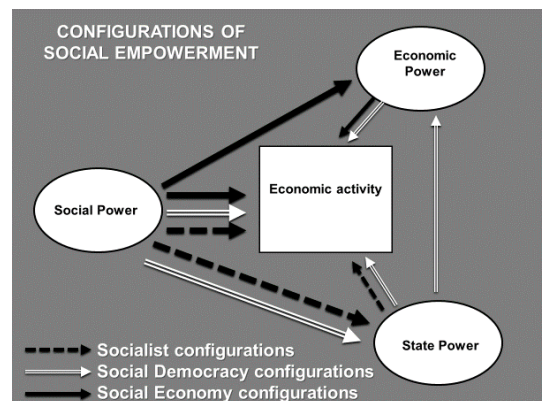 CONFIGURATIONS OF
SOCIAL EMPOWERMENT
Economic
Power
Economic activity
Social Power
State Power
Socialist configurations
Social Democracy configurations
Social Economy configurations